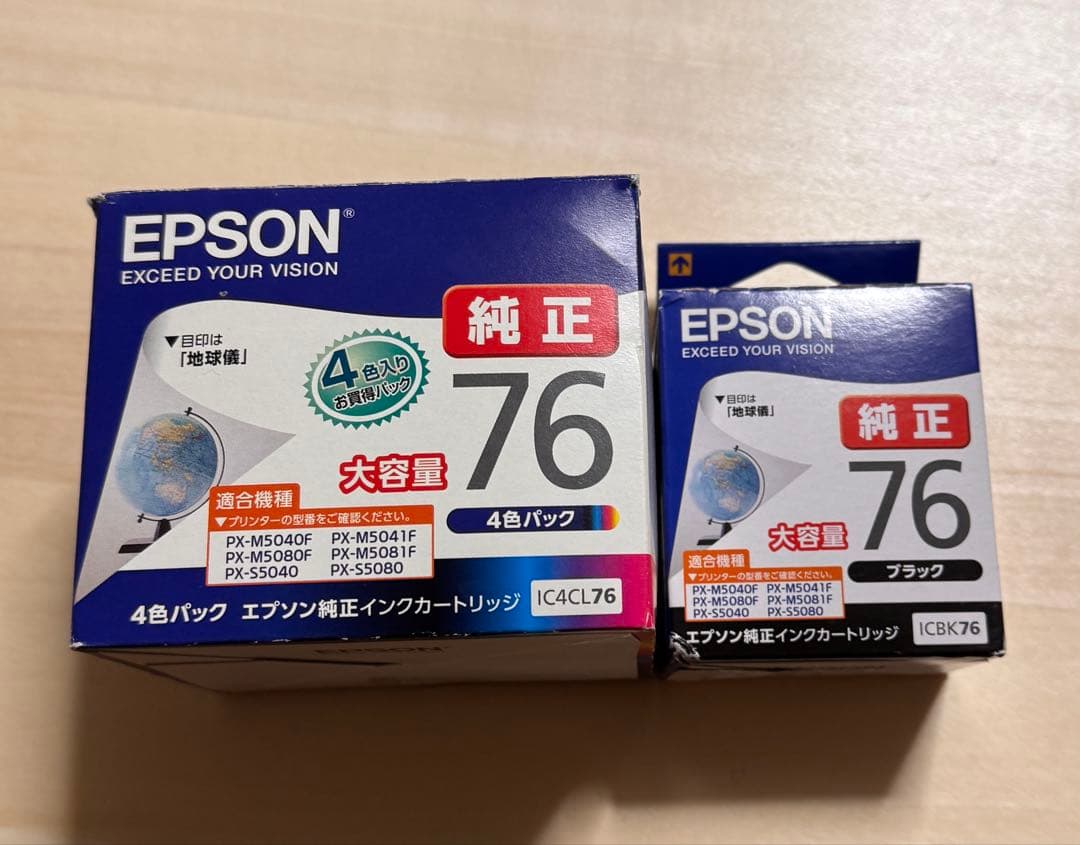 EPSON®
EXCEED YOUR VISION
▼目印は
「地球儀」
4色入り
お買得パック
純正
76
大容量
4色パック
適合機種
▼プリンターの型番をご確認ください。
PX-M5040F PX-M5041F
PX-M5080F PX-M5081F
PX-S5040 PX-S5080
4色パック エプソン純正インクカートリッジ IC4CL76
EPSON
EPSON
EXCEED YOUR VISION
▼目印は
「地球儀」
純正
76
大容量
ブラック
適合機種
▼プリンターの型番をご確認ください。
PX-M5040F PX-M5041F
PX-M5080F PX-M5081F
PX-S5040 PX-S5080
エプソン純正インクカートリッジ ICBK76
EPSON